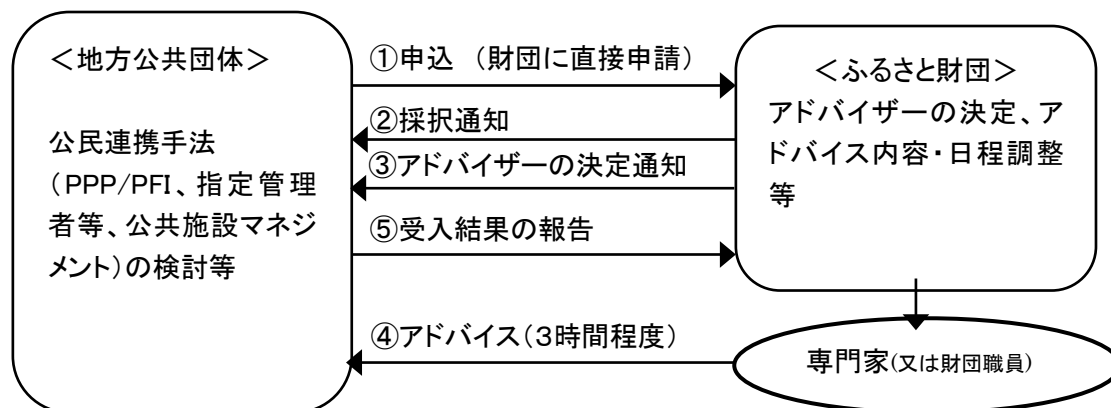 <地方公共団体>
公民連携手法
(PPP/PFI、指定管理
者等、公共施設マネジ
メント)の検討等
①申込 (財団に直接申請)
②採択通知
③アドバイザーの決定通知
⑤受入結果の報告
④アドバイス(3時間程度)
<ふるさと財団>
アドバイザーの決定、ア
ドバイス内容・日程調整
等
専門家(又は財団職員)